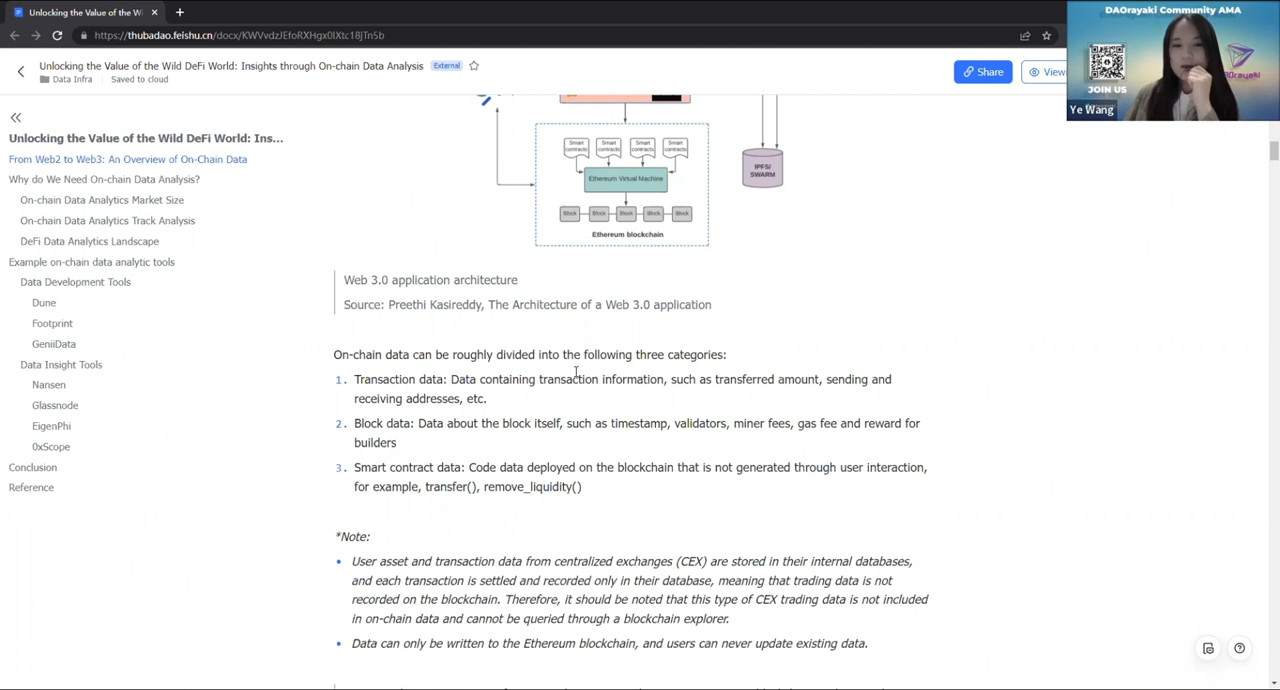 Unlocking the Value of the Wi
https://thubadao.feishu.cn/docx/KWVvdzJEfoRXHgx0lXtc18jTn5b
Unlocking the Value of the Wild DeFi World: Insights through On-chain Data Analysis External
Data Infra Saved to cloud
Share
View
DAOrayaki Community AMA
JOIN US
Ye Wang
Unlocking the Value of the Wild DeFi World: Ins...
From Web2 to Web3: An Overview of On-Chain Data
Why do We Need On-chain Data Analysis?
On-chain Data Analytics Market Size
On-chain Data Analytics Track Analysis
DeFi Data Analytics Landscape
Example on-chain data analytic tools
Data Development Tools
Dune
Footprint
GeniiData
Data Insight Tools
Nansen
Glassnode
EigenPhi
0xScope
Conclusion
Reference
Smart contracts Smart contracts Smart contracts Smart contracts
Ethereum Virtual Machine
Block Block Block Block Block
Ethereum blockchain
IPFS/
SWARM
Web 3.0 application architecture
Source: Preethi Kasireddy, The Architecture of a Web 3.0 application
On-chain data can be roughly divided into the following three categories:
1. Transaction data: Data containing transaction information, such as transferred amount, sending and
receiving addresses, etc.
2. Block data: Data about the block itself, such as timestamp, validators, miner fees, gas fee and reward for
builders
3. Smart contract data: Code data deployed on the blockchain that is not generated through user interaction,
for example, transfer(), remove_liquidity()
*Note:
• User asset and transaction data from centralized exchanges (CEX) are stored in their internal databases,
and each transaction is settled and recorded only in their database, meaning that trading data is not
recorded on the blockchain. Therefore, it should be noted that this type of CEX trading data is not included
in on-chain data and cannot be queried through a blockchain explorer.
• Data can only be written to the Ethereum blockchain, and users can never update existing data.